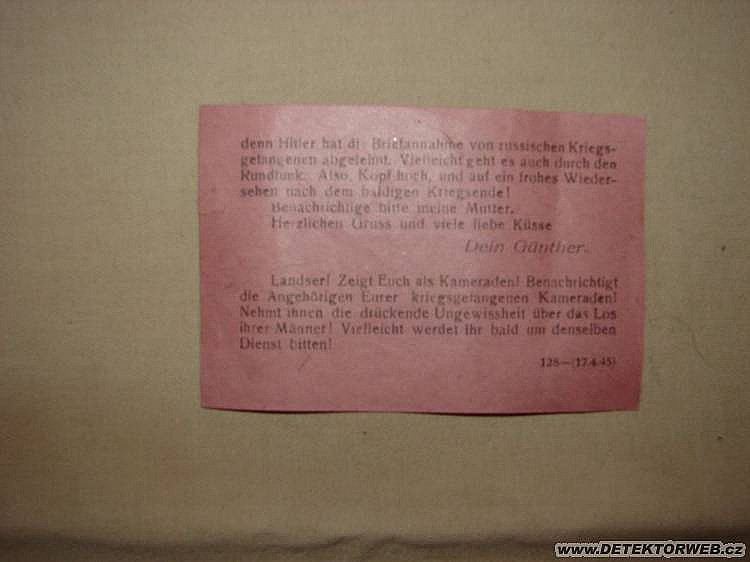 denn Hitler hat di Briefannahme von russischen Kriegs-
gefangenen abgelehnt. Vielleicht geht es auch durch den
Rundfunk. Also, Kopf hoch, und auf ein frohes Wieder-
sehen nach dem baldigen Kriegsende!
Benachrichtige bitte meine Mutter.
Herzlichen Gruss und viele liebe Küsse
Dein Günther.
Landser! Zeigt Euch als Kameraden! Benachrichtigt
die Angehörigen Eurer kriegsgefangenen Kameraden!
Nehmt ihnen die drückende Ungewissheit über das Los
ihrer Männer! Vielleicht werdet Ihr bald um denselben
Dienst bitten!
128—(17.4.45)
www.DETEKTORWEB.cz